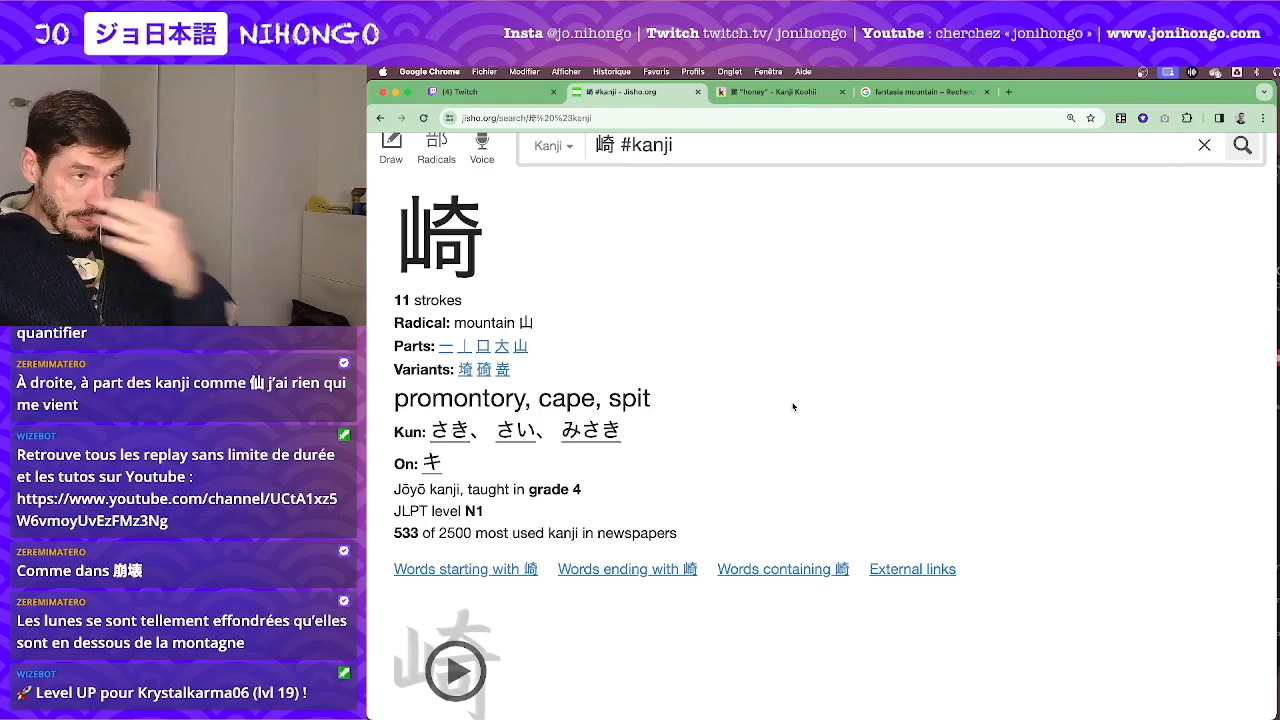 JO ジョ日本語 NIHONGO
Insta @jo.nihongo | Twitch twitch.tv/jonihongo | Youtube : cherchez « jonihongo » | www.jonihongo.com
Google Chrome Fichier Modifier Afficher Historique Favoris Profils Onglet Fenêtre Aide
(4) Twitch
崎 #kanji - Jisho.org
蜜 "honey" - Kanji Koohii
fantasia mountain – Recherc
jisho.org/search/崎%20%23kanji
Draw Radicals Voice
部
Kanji
崎 #kanji
崎
11 strokes
Radical: mountain 山
Parts: 一 ｜ 口 大 山
Variants: 埼 碕 嵜
promontory, cape, spit
Kun: さき、 さい、 みさき
On: キ
Jōyō kanji, taught in grade 4
JLPT level N1
533 of 2500 most used kanji in newspapers
Words starting with 崎 Words ending with 崎 Words containing 崎 External links
崎
quantifier
ZEREMIMATERO
À droite, à part des kanji comme 仙 j’ai rien qui
me vient
WIZEBOT
Retrouve tous les replay sans limite de durée
et les tutos sur Youtube :
https://www.youtube.com/channel/UCtA1xz5
W6vmoyUvEzFMz3Ng
ZEREMIMATERO
Comme dans 崩壊
ZEREMIMATERO
Les lunes se sont tellement effondrées qu’elles
sont en dessous de la montagne
WIZEBOT
🚀 Level UP pour Krystalkarma06 (lvl 19) !